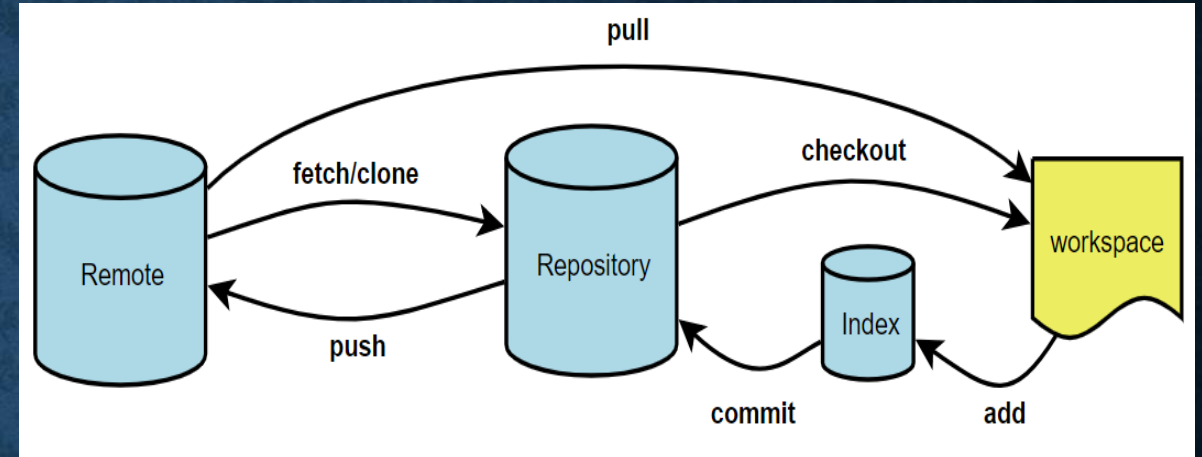 pull
checkout
fetch/clone
workspace
Remote
Repository
Index
push
commit
add